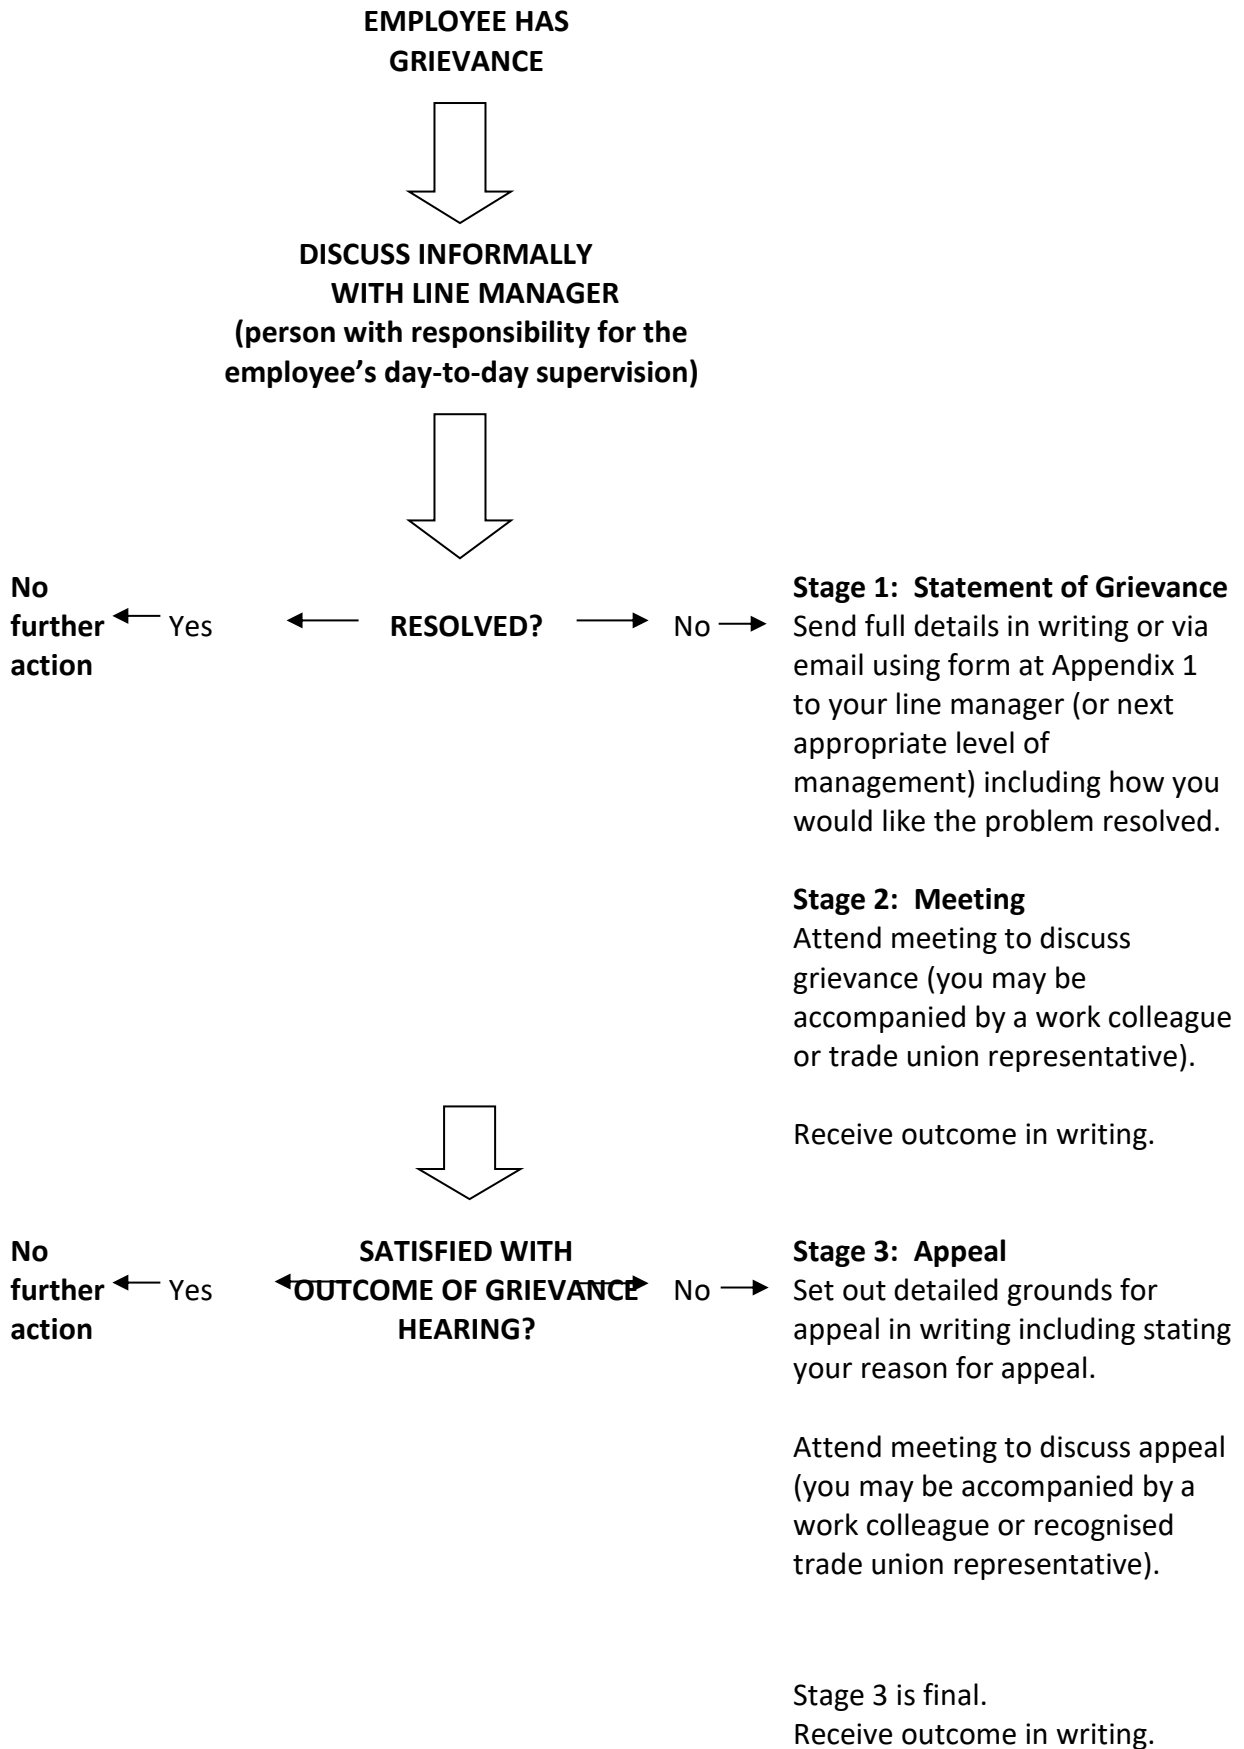 EMPLOYEE HAS
GRIEVANCE
DISCUSS INFORMALLY
WITH LINE MANAGER
(person with responsibility for the
employee’s day-to-day supervision)
No
further
action
Yes
RESOLVED?
No
Stage 1:  Statement of Grievance
Send full details in writing or via
email using form at Appendix 1
to your line manager (or next
appropriate level of
management) including how you
would like the problem resolved.
Stage 2:  Meeting
Attend meeting to discuss
grievance (you may be
accompanied by a work colleague
or trade union representative).
Receive outcome in writing.
No
further
action
Yes
SATISFIED WITH
OUTCOME OF GRIEVANCE
HEARING?
No
Stage 3:  Appeal
Set out detailed grounds for
appeal in writing including stating
your reason for appeal.
Attend meeting to discuss appeal
(you may be accompanied by a
work colleague or recognised
trade union representative).
Stage 3 is final.
Receive outcome in writing.